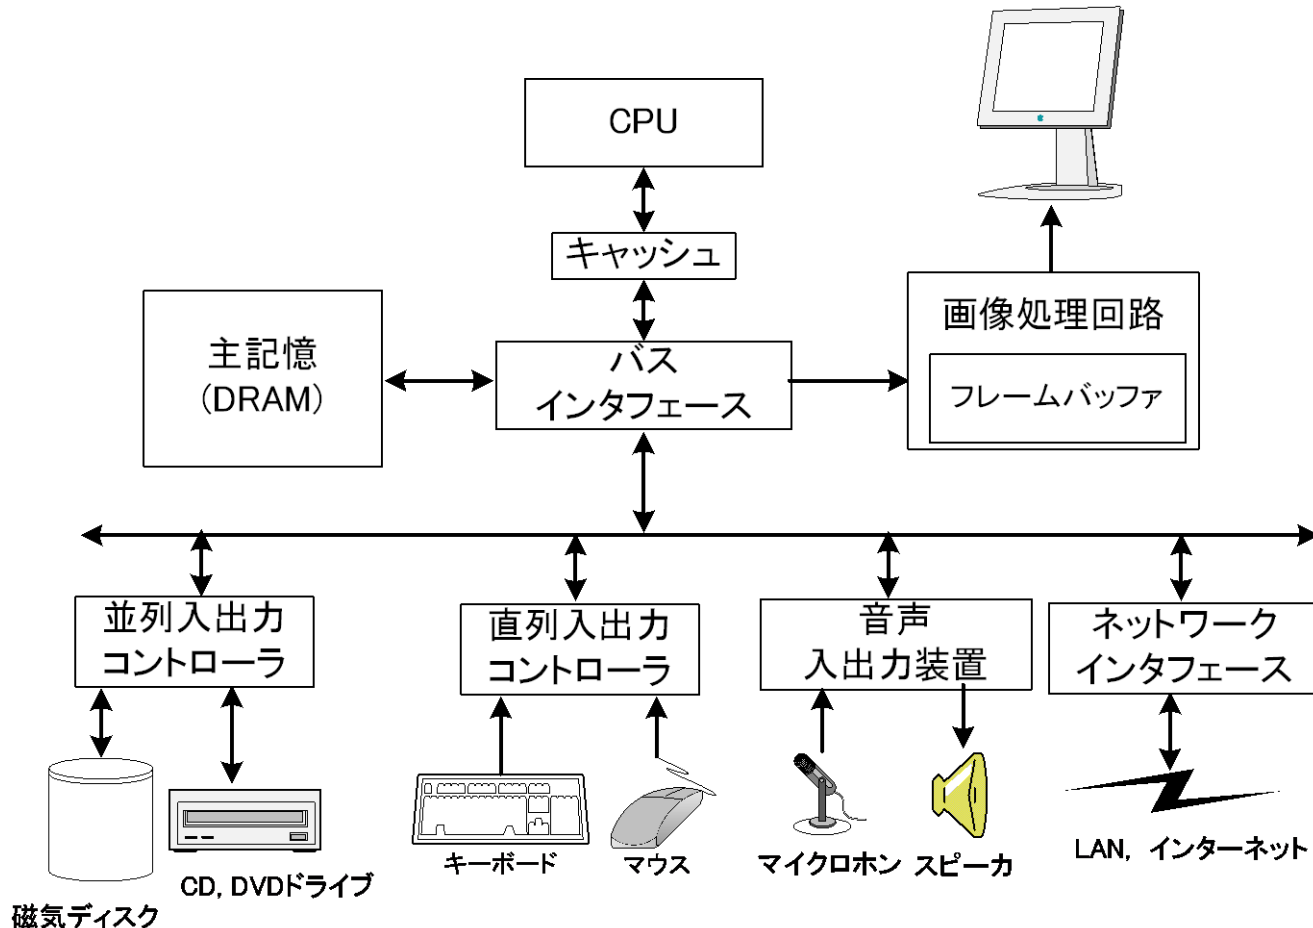 CPU
キャッシュ
主記憶
(DRAM)
バス
インタフェース
画像処理回路
フレームバッファ
並列入出力
コントローラ
直列入出力
コントローラ
音声
入出力装置
ネットワーク
インタフェース
磁気ディスク
CD, DVDドライブ
キーボード
マウス
マイクロホン
スピーカ
LAN, インターネット